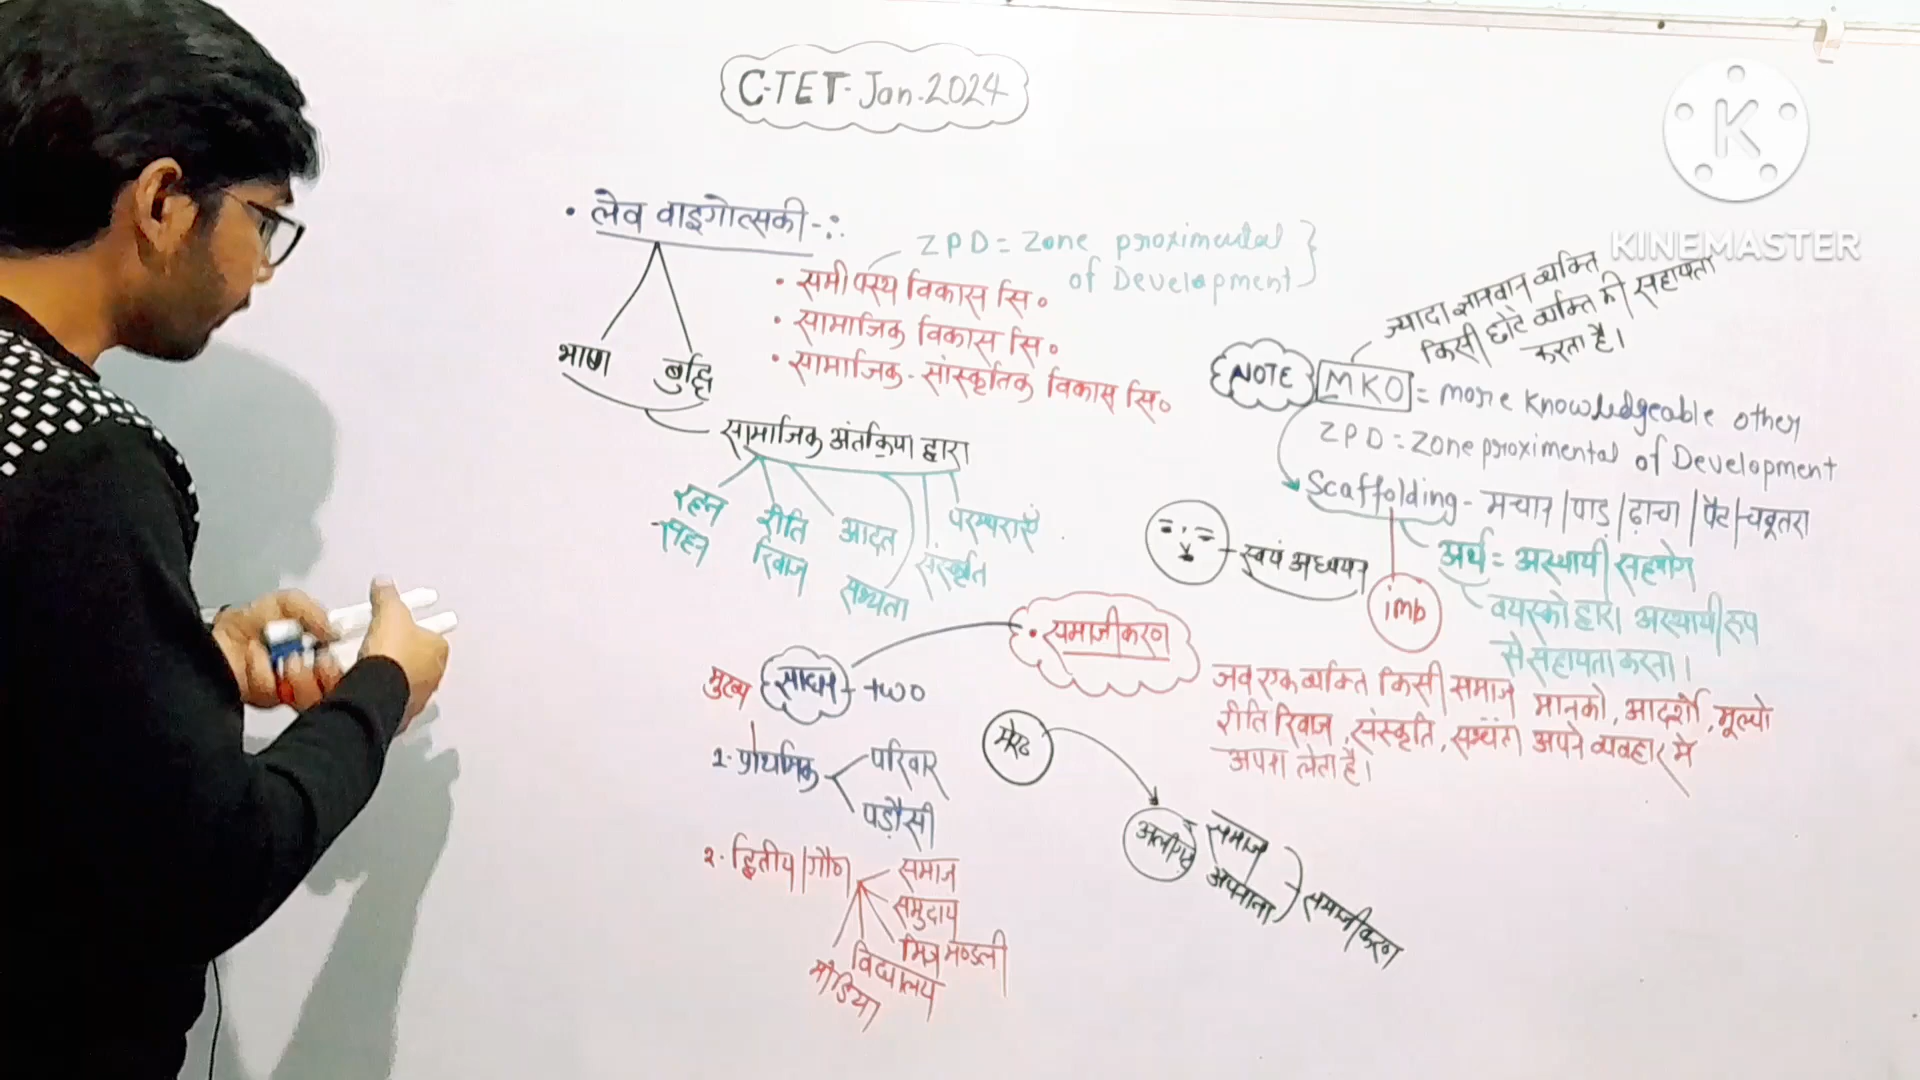 C-TET-Jan.2024
K
KINEMASTER
• लेव वाइगोत्सकी -:
ZPD = Zone proximental
of Development
• समीपस्थ विकास सि०
• सामाजिक विकास सि०
• सामाजिक - सांस्कृतिक विकास सि०
भाषा
बुद्धि
सामाजिक अंतक्रिया द्वारा
रहन
सहन
रीति
रिवाज
आदत
सभ्यता
संस्कृति
परम्पराएँ
ज्यादा ज्ञानवान व्यक्ति
किसी छोटे व्यक्ति की सहायता
करता है।
NOTE
MKO = more Knowledgeable other
ZPD = Zone proximental of Development
Scaffolding - मचान / पाड़ / ढ़ाचा / पैट / चबूतरा
अर्थ = अस्थायी सहयोग
वयस्को द्वारा अस्थायी रूप
से सहायता करना।
imp
स्वयं अध्ययन
• समाजीकरण
जब एक व्यक्ति किसी समाज मानको, आदर्शो, मूल्यो
रीति रिवाज, संस्कृति, सभ्यता अपने व्यवहार मे
अपना लेता है।
मुख्य साधन - two
1. प्राथमिक
परिवार
पड़ौसी
2. द्वितीय / गौण
समाज
समुदाय
मित्र मण्डली
विद्यालय
मीडिया
मेरठ
अलीगढ़
समाज
अपनाना
समाजीकरण